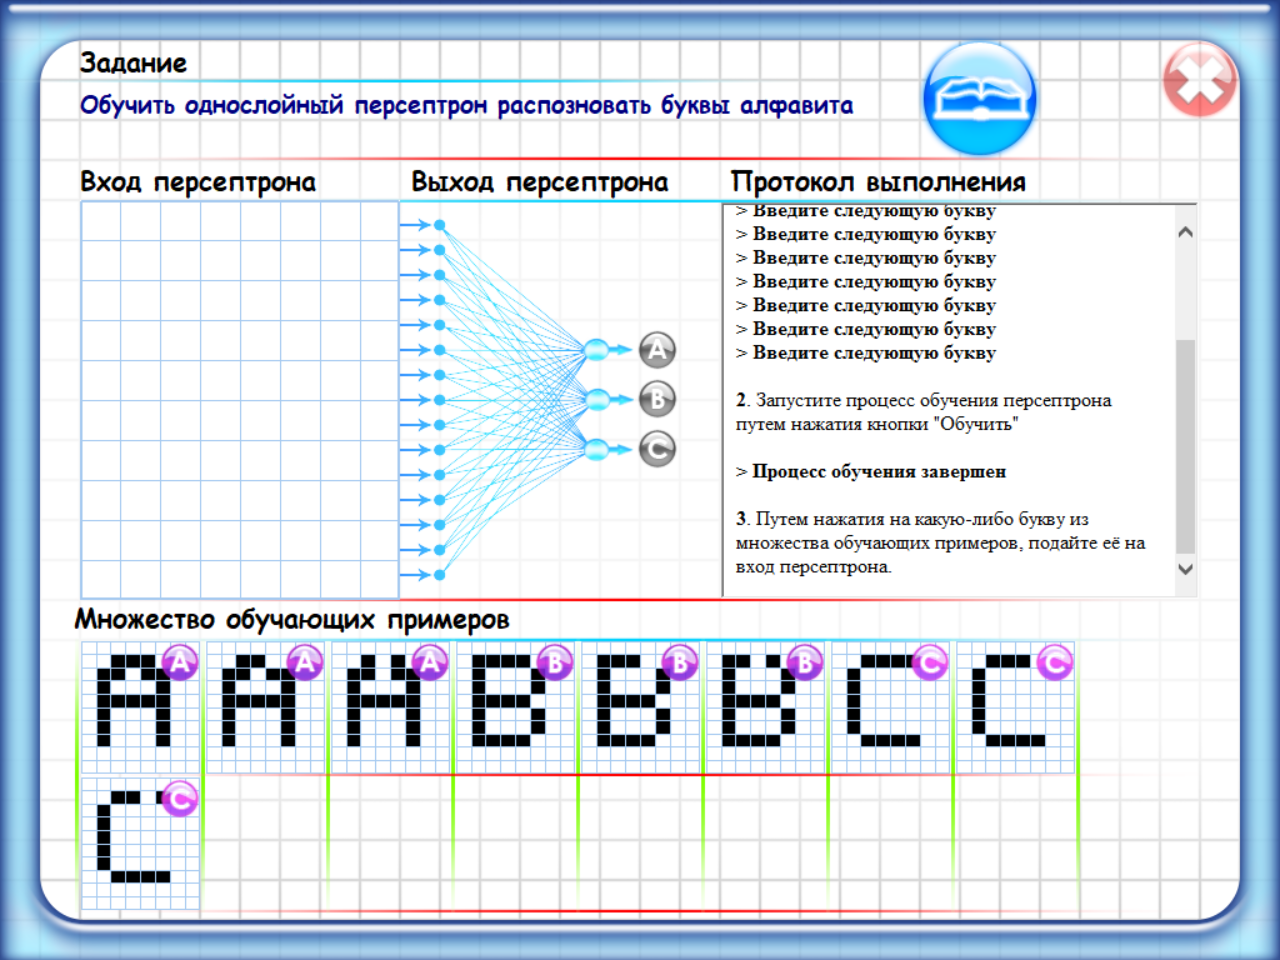 Задание
Обучить однослойный персептрон распозновать буквы алфавита
Вход персептрона
Выход персептрона
Протокол выполнения
> Введите следующую букву
> Введите следующую букву
> Введите следующую букву
> Введите следующую букву
> Введите следующую букву
> Введите следующую букву
> Введите следующую букву
2. Запустите процесс обучения персептрона
путем нажатия кнопки "Обучить"
> Процесс обучения завершен
3. Путем нажатия на какую-либо букву из
множества обучающих примеров, подайте её на
вход персептрона.
A
B
C
Множество обучающих примеров
A A A B B B C C
C